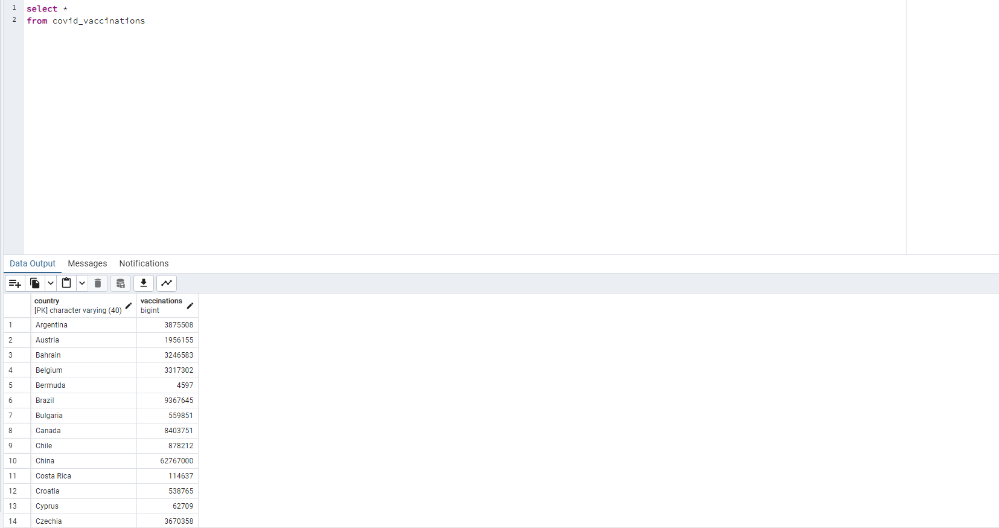 1 select *
2 from covid_vaccinations
Data Output Messages Notifications
country vaccinations
[PK] character varying (40) bigint
1 Argentina 3875508
2 Austria 1956155
3 Bahrain 3246583
4 Belgium 3317302
5 Bermuda 4597
6 Brazil 9367645
7 Bulgaria 559851
8 Canada 8403751
9 Chile 878212
10 China 62767000
11 Costa Rica 114637
12 Croatia 538765
13 Cyprus 62709
14 Czechia 3670358